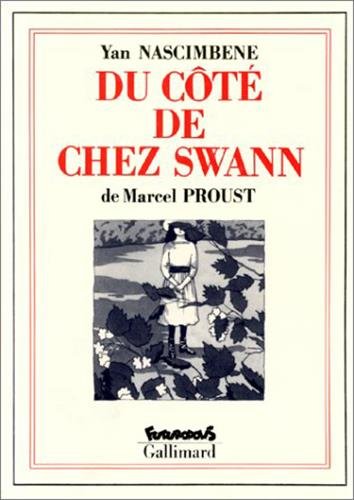 Yan NASCIMBENE
DU CÔTÉ
DE
CHEZ SWANN
de Marcel PROUST
FUTUROPOLIS
Gallimard